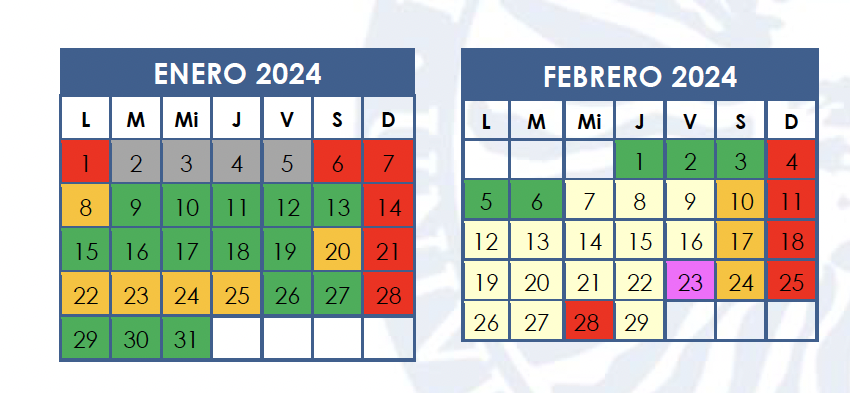 ENERO 2024
L M Mi J V S D
1 2 3 4 5 6 7
8 9 10 11 12 13 14
15 16 17 18 19 20 21
22 23 24 25 26 27 28
29 30 31
FEBRERO 2024
L M Mi J V S D
1 2 3 4
5 6 7 8 9 10 11
12 13 14 15 16 17 18
19 20 21 22 23 24 25
26 27 28 29